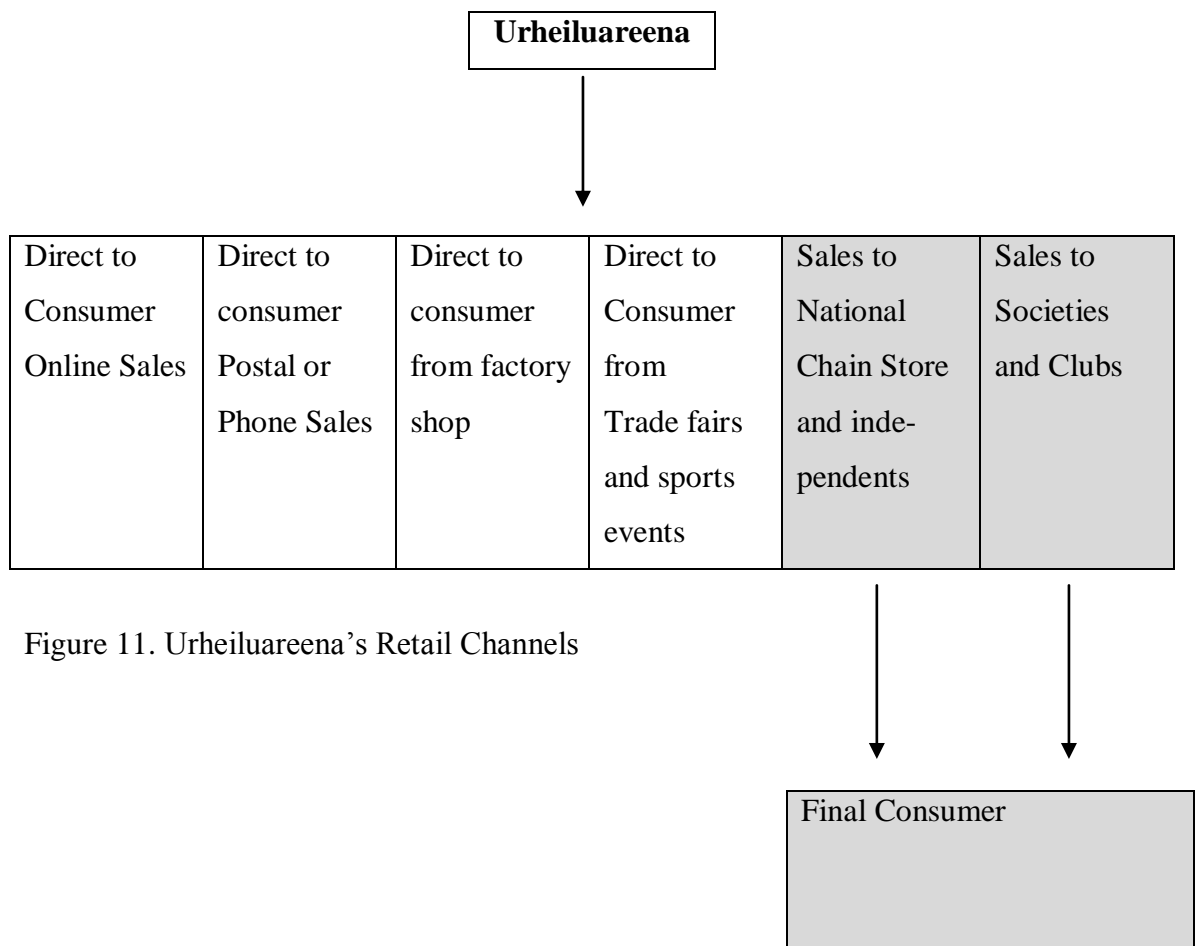 Urheiluareena
Direct to
Consumer
Online Sales
Direct to
consumer
Postal or
Phone Sales
Direct to
consumer
from factory
shop
Direct to
Consumer
from
Trade fairs
and sports
events
Sales to
National
Chain Store
and inde-
pendents
Sales to
Societies
and Clubs
Figure 11. Urheiluareena’s Retail Channels
Final Consumer